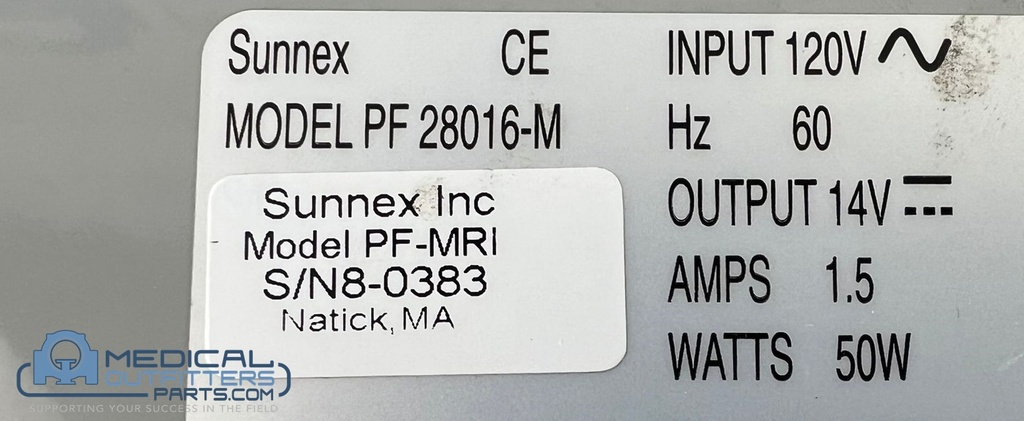 Sunnex CE
MODEL PF 28016-M
Sunnex Inc
Model PF-MRI
S/N8-0383
Natick, MA
INPUT 120V
Hz 60
OUTPUT 14V
AMPS 1.5
WATTS 50W
MEDICAL
OUTFITTERS
PARTS.COM
SUPPORTING YOUR SUCCESS IN THE FIELD